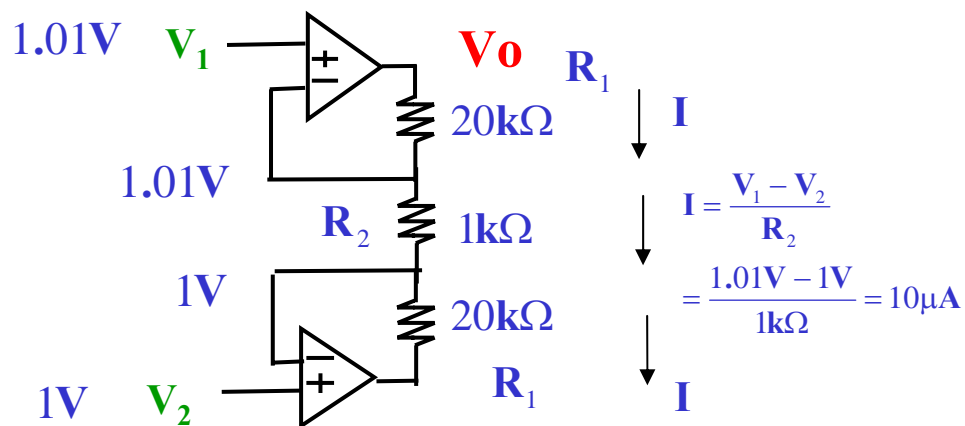 1.01V V₁ Vo R₁
+
−
20kΩ I
1.01V
R₂ 1kΩ I = (V₁ − V₂)/R₂
1V
20kΩ = (1.01V − 1V)/1kΩ = 10μA
−
+
R₁
1V V₂ I